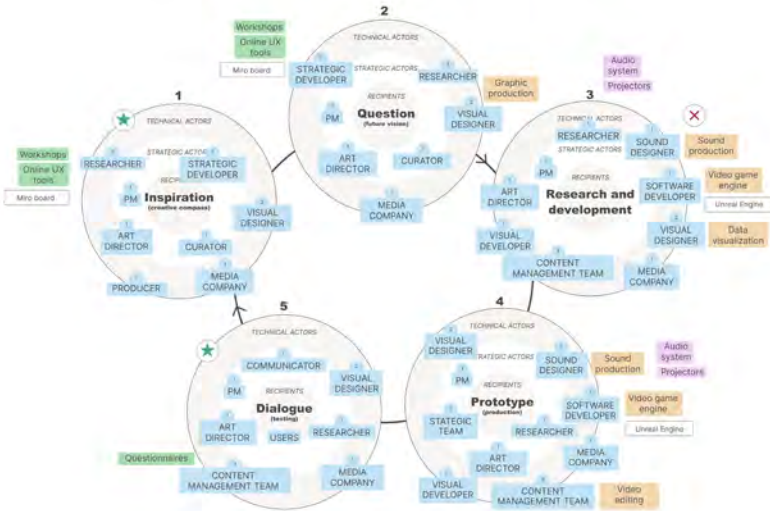 2
Workshops
Online UX
tools
Miro board
TECHNICAL ACTORS
STRATEGIC ACTORS
STRATEGIC
DEVELOPER
RESEARCHER
RECIPIENTS
PM
Question
(future vision)
VISUAL
DESIGNER
Graphic
production
ART
DIRECTOR
CURATOR
MEDIA
COMPANY
1
Workshops
Online UX
tools
Miro board
TECHNICAL ACTORS
STRATEGIC ACTORS
RESEARCHER
STRATEGIC
DEVELOPER
PM
Inspiration
(creative compass)
VISUAL
DESIGNER
ART
DIRECTOR
CURATOR
PRODUCER
MEDIA
COMPANY
3
Audio
system
Projectors
RESEARCHER
STRATEGIC ACTORS
SOUND
DESIGNER
Sound
production
PM
RECIPIENTS
ART
DIRECTOR
Research and
development
SOFTWARE
DEVELOPER
Video game
engine
Unreal Engine
VISUAL
DEVELOPER
VISUAL
DESIGNER
Data
visualization
CONTENT
MANAGEMENT TEAM
MEDIA
COMPANY
5
TECHNICAL ACTORS
COMMUNICATOR
PM
RECIPIENTS
VISUAL
DESIGNER
Dialogue
(testing)
ART
DIRECTOR
USERS
RESEARCHER
Questionnaires
CONTENT
MANAGEMENT TEAM
MEDIA
COMPANY
4
TECHNICAL ACTORS
VISUAL
DESIGNER
SOUND
DESIGNER
Sound
production
Audio
system
Projectors
PM
RECIPIENTS
Prototype
(production)
SOFTWARE
DEVELOPER
Video game
engine
Unreal Engine
STATEGIC
TEAM
RESEARCHER
ART
DIRECTOR
MEDIA
COMPANY
VISUAL
DEVELOPER
CONTENT
MANAGEMENT TEAM
Video
editing